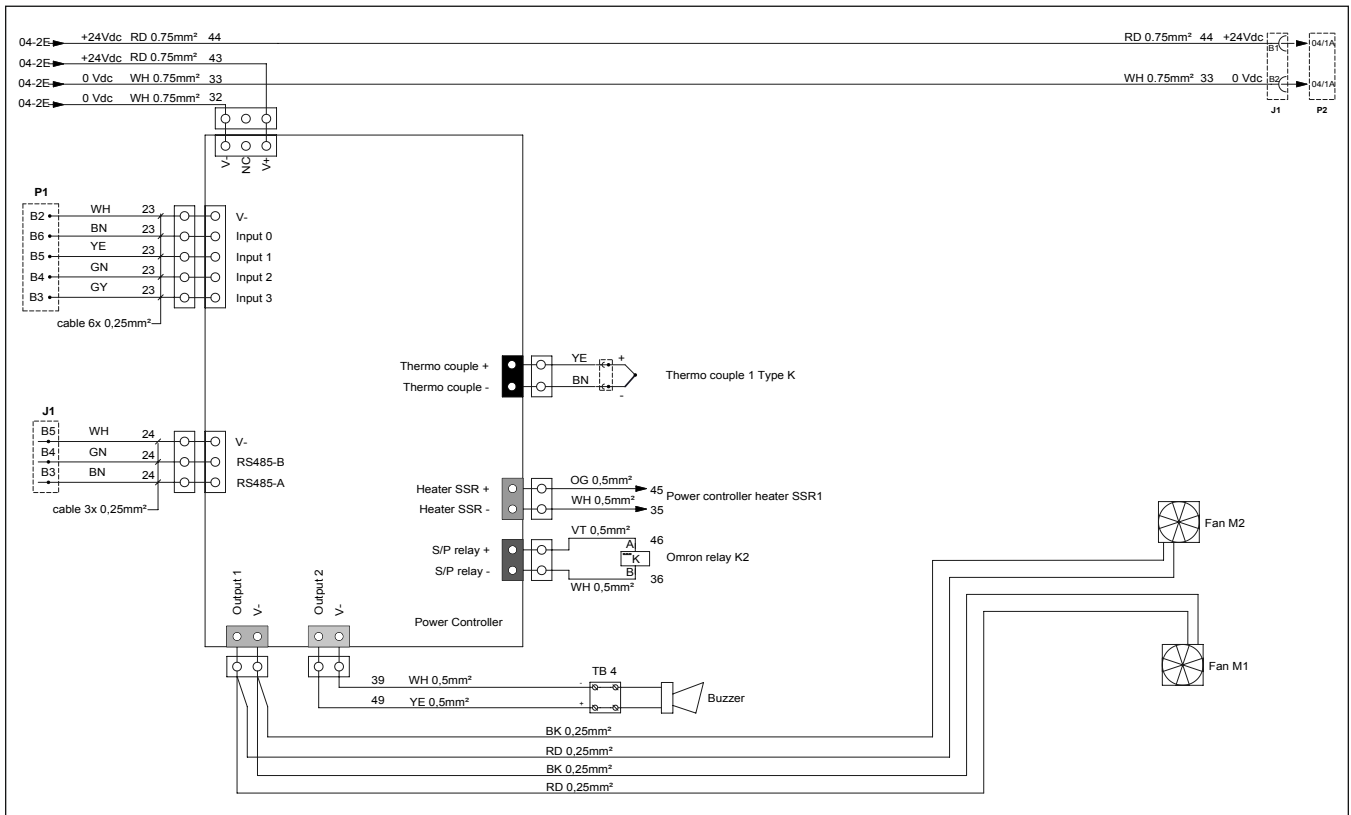 04-2E +24Vdc RD 0.75mm² 44 RD 0.75mm² 44 +24Vdc B1 04/1A
04-2E +24Vdc RD 0.75mm² 43
04-2E 0 Vdc WH 0.75mm² 33 WH 0.75mm² 33 0 Vdc B2 04/1A
04-2E 0 Vdc WH 0.75mm² 32
J1 P2
V- NC V+
P1
B2 WH 23 V-
B6 BN 23 Input 0
B5 YE 23 Input 1
B4 GN 23 Input 2
B3 GY 23 Input 3
cable 6x 0,25mm²
Thermo couple + YE +
Thermo couple 1 Type K
Thermo couple - BN -
J1
B5 WH 24 V-
B4 GN 24 RS485-B
B3 BN 24 RS485-A
cable 3x 0,25mm²
Heater SSR + OG 0,5mm² 45
Power controller heater SSR1
Heater SSR - WH 0,5mm² 35
VT 0,5mm² 46
S/P relay + A
K Omron relay K2
S/P relay - B 36
WH 0,5mm²
Fan M2
Output 1 V- Output 2 V-
Power Controller
Fan M1
TB 4
39 WH 0,5mm² -
Buzzer
49 YE 0,5mm² +
BK 0,25mm²
RD 0,25mm²
BK 0,25mm²
RD 0,25mm²